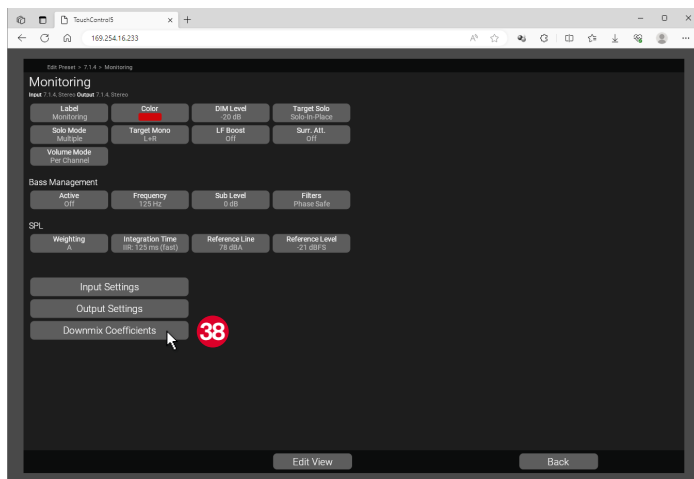 TouchControl5
169.254.16.233
Edit Preset > 7.1.4 > Monitoring
Monitoring
Input 7.1.4, Stereo Output 7.1.4, Stereo
Label Color DIM Level Target Solo
Monitoring -20 dB Solo-In-Place
Solo Mode Target Mono LF Boost Surr. Att.
Multiple L+R Off Off
Volume Mode
Per Channel
Bass Management
Active Frequency Sub Level Filters
Off 125 Hz 0 dB Phase Safe
SPL
Weighting Integration Time Reference Line Reference Level
A IIR: 125 ms (fast) 78 dBA -21 dBFS
Input Settings
Output Settings
Downmix Coefficients 38
Edit View Back